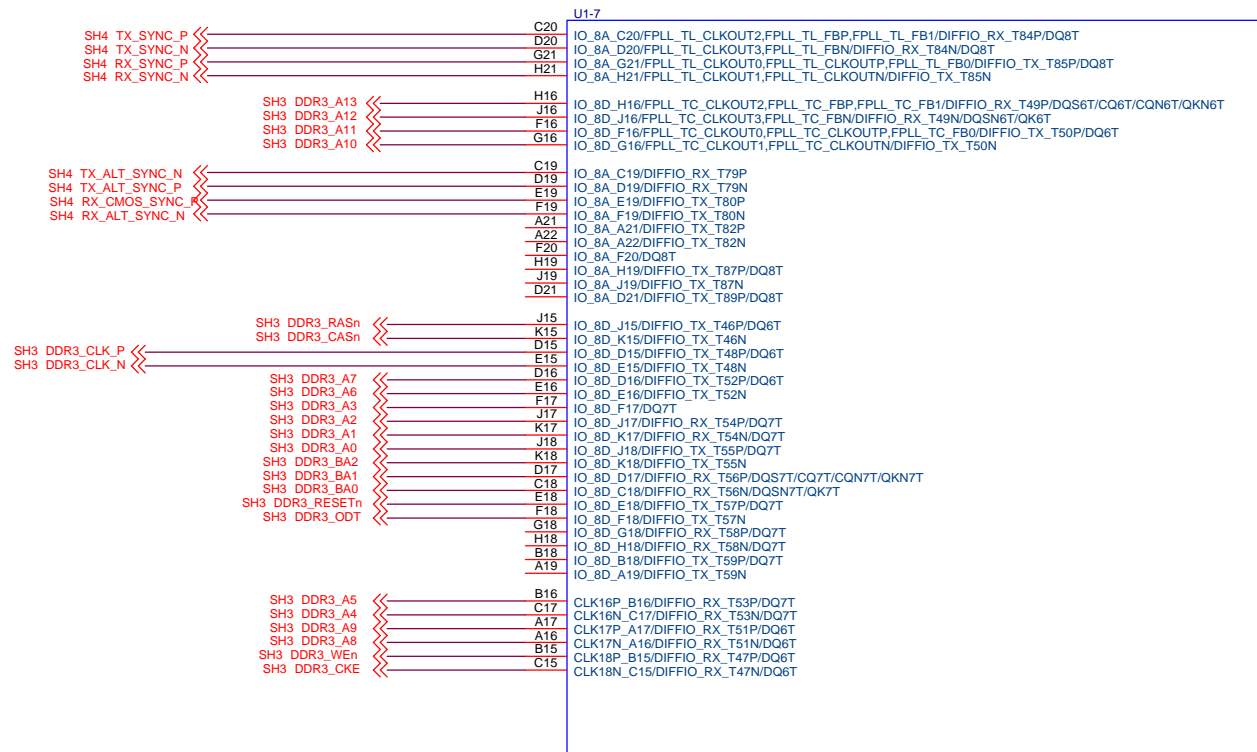 U1-7
SH4 TX_SYNC_P C20 IO_8A_C20/FPLL_TL_CLKOUT2,FPLL_TL_FBP,FPLL_TL_FB1/DIFFIO_RX_T84P/DQ8T
SH4 TX_SYNC_N D20 IO_8A_D20/FPLL_TL_CLKOUT3,FPLL_TL_FBN/DIFFIO_RX_T84N/DQ8T
SH4 RX_SYNC_P G21 IO_8A_G21/FPLL_TL_CLKOUT0,FPLL_TL_CLKOUTP,FPLL_TL_FB0/DIFFIO_TX_T85P/DQ8T
SH4 RX_SYNC_N H21 IO_8A_H21/FPLL_TL_CLKOUT1,FPLL_TL_CLKOUTN/DIFFIO_TX_T85N
SH3 DDR3_A13 H16 IO_8D_H16/FPLL_TC_CLKOUT2,FPLL_TC_FBP,FPLL_TC_FB1/DIFFIO_RX_T49P/DQS6T/CQ6T/CQN6T/QKN6T
SH3 DDR3_A12 J16 IO_8D_J16/FPLL_TC_CLKOUT3,FPLL_TC_FBN/DIFFIO_RX_T49N/DQSN6T/QK6T
SH3 DDR3_A11 F16 IO_8D_F16/FPLL_TC_CLKOUT0,FPLL_TC_CLKOUTP,FPLL_TC_FB0/DIFFIO_TX_T50P/DQ6T
SH3 DDR3_A10 G16 IO_8D_G16/FPLL_TC_CLKOUT1,FPLL_TC_CLKOUTN/DIFFIO_TX_T50N
SH4 TX_ALT_SYNC_N C19 IO_8A_C19/DIFFIO_RX_T79P
SH4 TX_ALT_SYNC_P D19 IO_8A_D19/DIFFIO_RX_T79N
SH4 RX_CMOS_SYNC_P E19 IO_8A_E19/DIFFIO_TX_T80P
SH4 RX_ALT_SYNC_N F19 IO_8A_F19/DIFFIO_TX_T80N
A21 IO_8A_A21/DIFFIO_TX_T82P
A22 IO_8A_A22/DIFFIO_TX_T82N
F20 IO_8A_F20/DQ8T
H19 IO_8A_H19/DIFFIO_TX_T87P/DQ8T
J19 IO_8A_J19/DIFFIO_TX_T87N
D21 IO_8A_D21/DIFFIO_TX_T89P/DQ8T
SH3 DDR3_RASn J15 IO_8D_J15/DIFFIO_TX_T46P/DQ6T
SH3 DDR3_CASn K15 IO_8D_K15/DIFFIO_TX_T46N
SH3 DDR3_CLK_P D15 IO_8D_D15/DIFFIO_TX_T48P/DQ6T
SH3 DDR3_CLK_N E15 IO_8D_E15/DIFFIO_TX_T48N
SH3 DDR3_A7 D16 IO_8D_D16/DIFFIO_TX_T52P/DQ6T
SH3 DDR3_A6 E16 IO_8D_E16/DIFFIO_TX_T52N
SH3 DDR3_A3 F17 IO_8D_F17/DQ7T
SH3 DDR3_A2 J17 IO_8D_J17/DIFFIO_RX_T54P/DQ7T
SH3 DDR3_A1 K17 IO_8D_K17/DIFFIO_RX_T54N/DQ7T
SH3 DDR3_A0 J18 IO_8D_J18/DIFFIO_TX_T55P/DQ7T
SH3 DDR3_BA2 K18 IO_8D_K18/DIFFIO_TX_T55N
SH3 DDR3_BA1 D17 IO_8D_D17/DIFFIO_RX_T56P/DQS7T/CQ7T/CQN7T/QKN7T
SH3 DDR3_BA0 C18 IO_8D_C18/DIFFIO_RX_T56N/DQSN7T/QK7T
SH3 DDR3_RESETn E18 IO_8D_E18/DIFFIO_TX_T57P/DQ7T
SH3 DDR3_ODT F18 IO_8D_F18/DIFFIO_TX_T57N
G18 IO_8D_G18/DIFFIO_RX_T58P/DQ7T
H18 IO_8D_H18/DIFFIO_RX_T58N/DQ7T
B18 IO_8D_B18/DIFFIO_TX_T59P/DQ7T
A19 IO_8D_A19/DIFFIO_TX_T59N
SH3 DDR3_A5 B16 CLK16P_B16/DIFFIO_RX_T53P/DQ7T
SH3 DDR3_A4 C17 CLK16N_C17/DIFFIO_RX_T53N/DQ7T
SH3 DDR3_A9 A17 CLK17P_A17/DIFFIO_RX_T51P/DQ6T
SH3 DDR3_A8 A16 CLK17N_A16/DIFFIO_RX_T51N/DQ6T
SH3 DDR3_WEn B15 CLK18P_B15/DIFFIO_RX_T47P/DQ6T
SH3 DDR3_CKE C15 CLK18N_C15/DIFFIO_RX_T47N/DQ6T